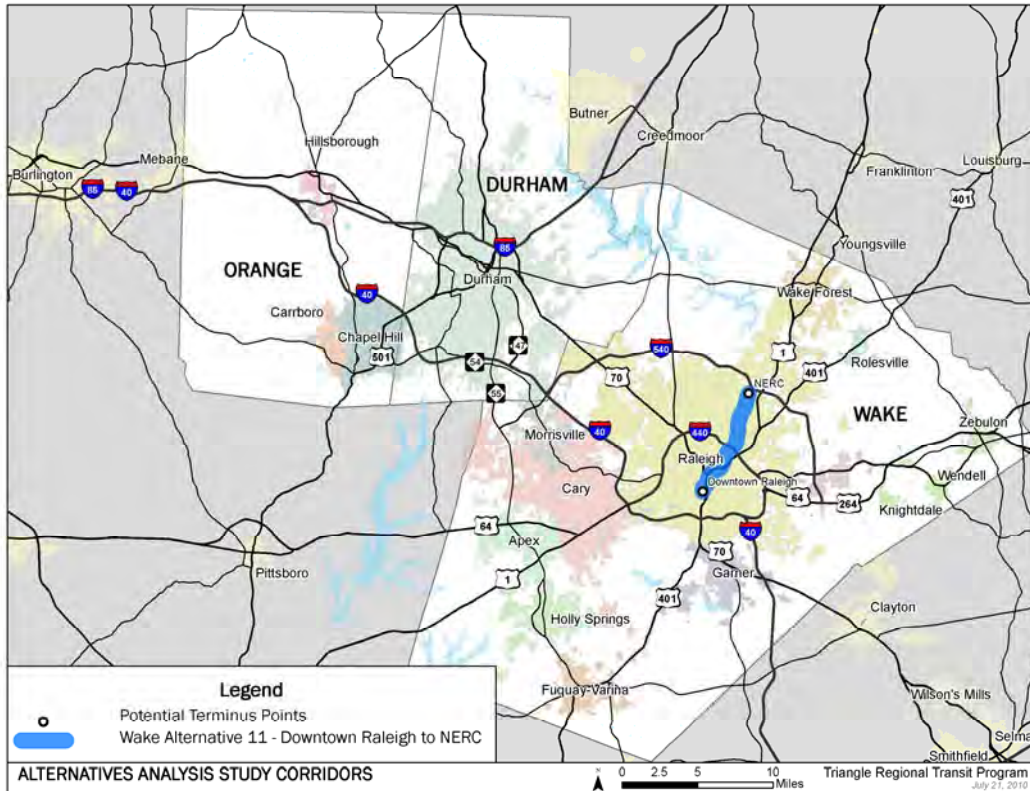 Butner
Creedmoor
Hillsborough
Mebane
Burlington
85
40
DURHAM
Franklinton
Louisburg
401
Youngsville
85
Durham
ORANGE
40
Wake Forest
Carrboro
Chapel Hill
501
147
54
55
540
70
1
401
Rolesville
NERC
WAKE
Morrisville
40
440
Raleigh
Zebulon
Wendell
Cary
Downtown Raleigh
64
264
Knightdale
64
Apex
40
70
Pittsboro
1
Garner
401
Clayton
Holly Springs
Fuquay-Varina
Wilson's Mills
Selma
Smithfield
Legend
Potential Terminus Points
Wake Alternative 11 - Downtown Raleigh to NERC
ALTERNATIVES ANALYSIS STUDY CORRIDORS
N
0 2.5 5 10
Miles
Triangle Regional Transit Program
July 21, 2010